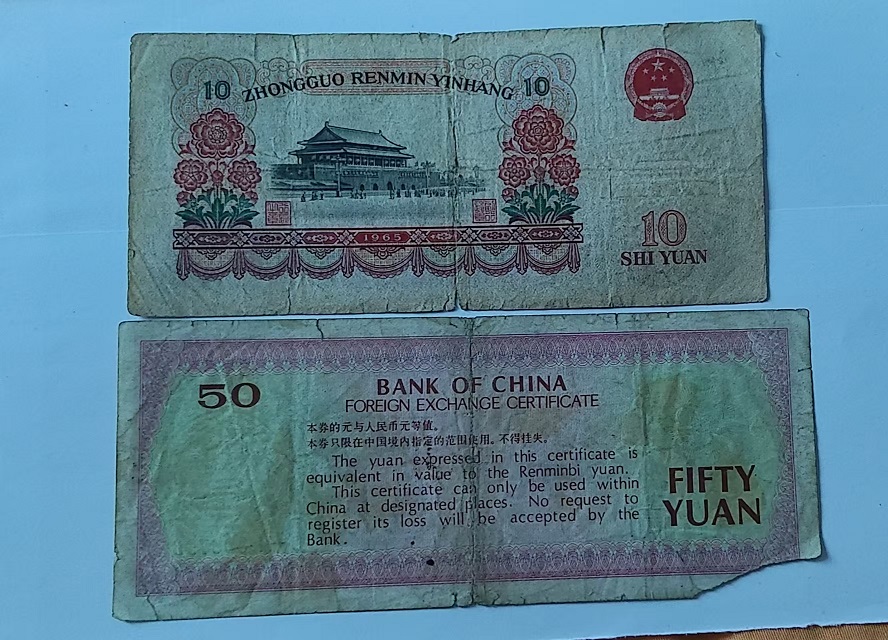 10 ZHONGGUO RENMIN YINHANG 10
1965
10
SHI YUAN
50
BANK OF CHINA
FOREIGN EXCHANGE CERTIFICATE
本券的元与人民币元等值。
本券只限在中国境内指定的范围使用。不得挂失。
The yuan expressed in this certificate is
equivalent in value to the Renminbi yuan.
This certificate can only be used within
China at designated places. No request to
register its loss will be accepted by the
Bank.
FIFTY
YUAN